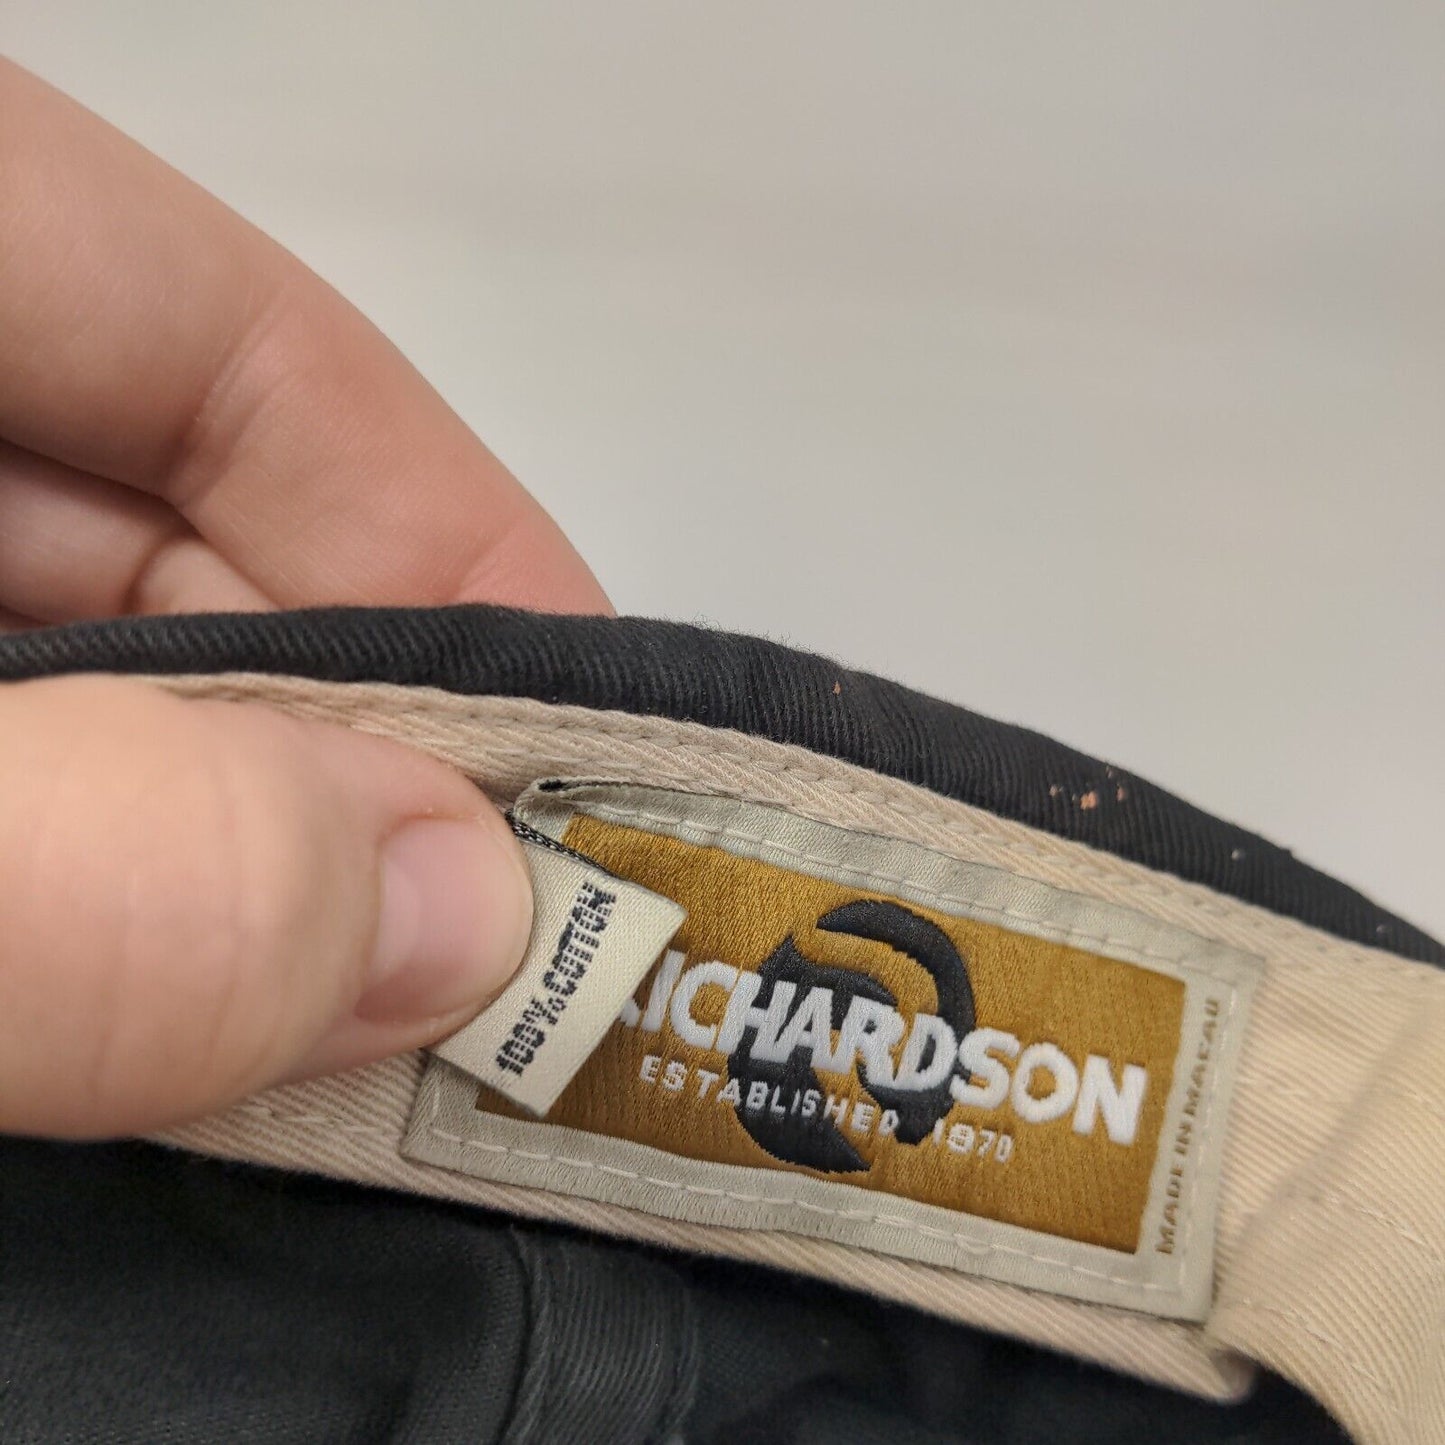 100% COTTON
RICHARDSON
ESTABLISHED 1970
MADE IN MACAU